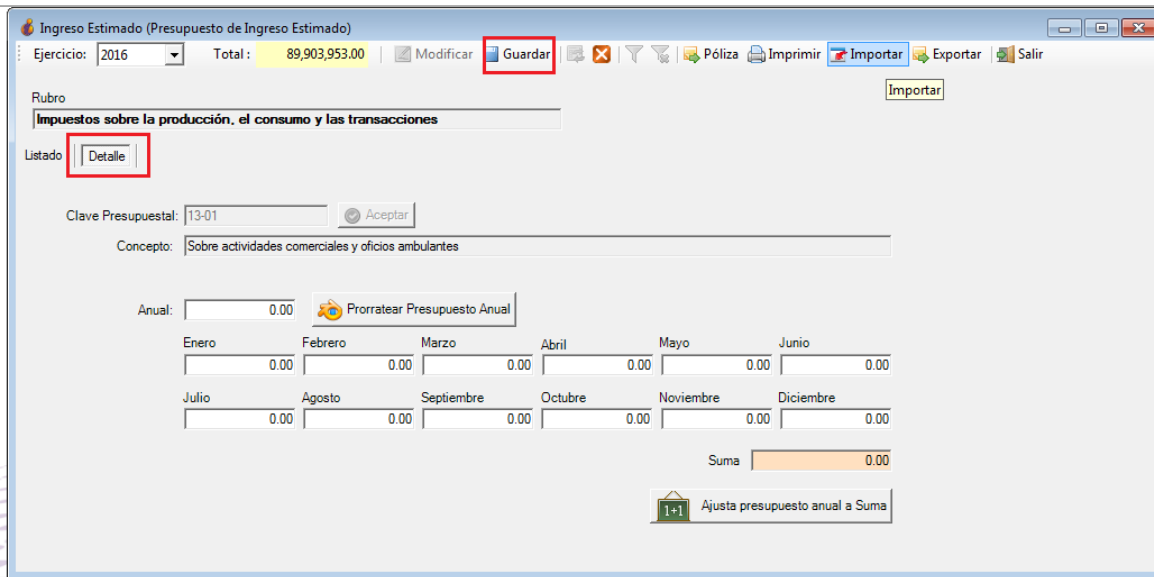 Ingreso Estimado (Presupuesto de Ingreso Estimado)
Ejercicio: 2016 Total : 89,903,953.00 Modificar Guardar Póliza Imprimir Importar Exportar Salir
Importar
Rubro
Impuestos sobre la producción, el consumo y las transacciones
Listado Detalle
Clave Presupuestal: 13-01 Aceptar
Concepto: Sobre actividades comerciales y oficios ambulantes
Anual: 0.00 Prorratear Presupuesto Anual
Enero Febrero Marzo Abril Mayo Junio
0.00 0.00 0.00 0.00 0.00 0.00
Julio Agosto Septiembre Octubre Noviembre Diciembre
0.00 0.00 0.00 0.00 0.00 0.00
Suma 0.00
1+1 Ajusta presupuesto anual a Suma